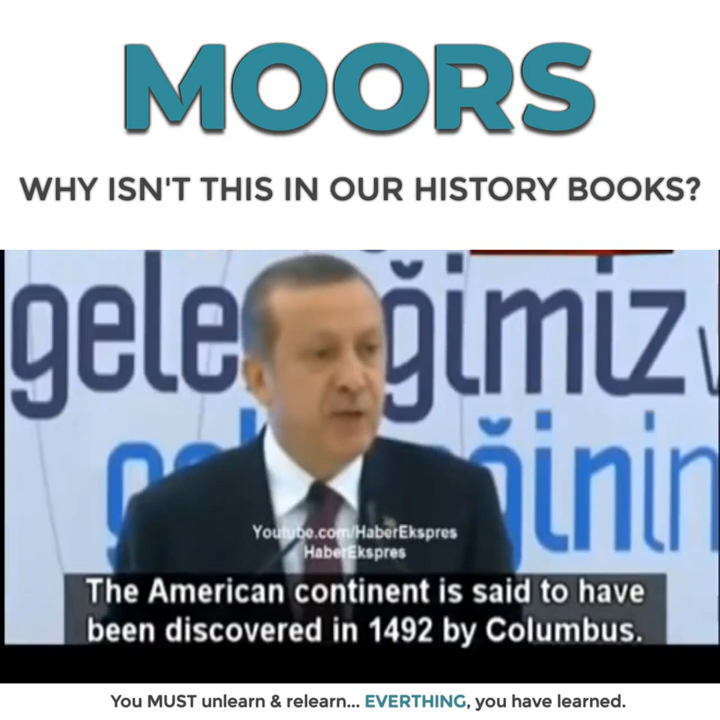 MOORS
WHY ISN'T THIS IN OUR HISTORY BOOKS?
gele ğimiz
ğinin
Youtube.com/HaberEkspres
HaberEkspres
The American continent is said to have
been discovered in 1492 by Columbus.
You MUST unlearn & relearn... EVERTHING, you have learned.